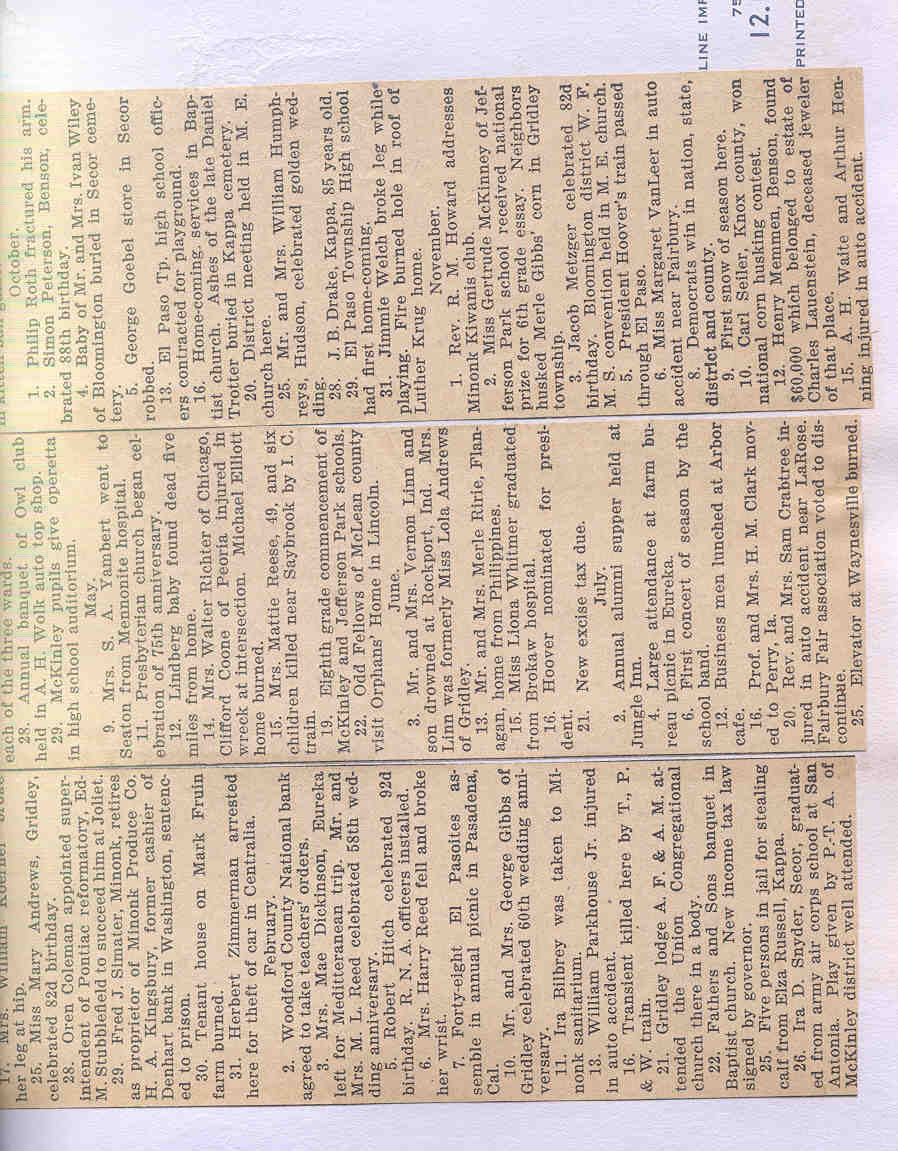 17. Mrs. William Koerner broke
her leg at hip.
25. Miss Mary Andrews, Gridley,
celebrated 82d birthday.
28. Oren Coleman appointed super-
intendent of Pontiac reformatory, Ed-
M. Stubblefield to succeed him at Joliet.
29. Fred J. Simater, Minonk, retires
as proprietor of Minonk Produce Co.
H. A. Kingsbury, former cashier of
Denhart bank in Washington, sentenc-
ed to prison.
30. Tenant house on Mark Fruin
farm burned.
31. Horbert Zimmerman arrested
here for theft of car in Centralia.
February.
2. Woodford County National bank
agreed to take teachers' orders.
3. Mrs. Mae Dickinson, Eureka
left for Mediteranean trip. Mr. and
Mrs. M. L. Reed celebrated 58th wed-
ding anniversary.
5. Robert Hitch celebrated 92d
birthday. R. N. A. officers installed.
6. Mrs. Harry Reed fell and broke
her wrist.
7. Forty-eight El Pasoites as-
semble in annual picnic in Pasadena,
Cal.
10. Mr. and Mrs. George Gibbs of
Gridley celebrated 60th wedding anni-
versary.
11. Ira Bilbrey was taken to Mi-
nonk sanitarium.
13. William Parkhouse Jr. injured
in auto accident.
16. Transient killed here by T., P.
& W. train.
21. Gridley lodge A. F. & A. M. at-
tended the Union Congregational
church there in a body.
22. Fathers and Sons banquet in
Baptist church. New income tax law
signed by governor.
25. Five persons in jail for stealing
calf from Elza Russell, Kappa.
26. Ira D. Snyder, Secor, graduat-
ed from army air corps school at San
Antonia. Play given by P.-T. A. of
McKinley district well attended.
each of the three wards.
28. Annual banquet of Owl club
held in A. H. Wolk auto top shop.
29. McKinley pupils give operetta
in high school auditorium.
May.
9. Mrs. S. A. Yambert went to
Seaton from Mennonite hospital.
11. Presbyterian church began cel-
ebration of 75th anniversary.
12. Lindberg baby found dead five
miles from home.
14. Mrs. Walter Richter of Chicago,
Clifford Coone of Peoria injured in
wreck at intersection. Michael Elliott
home burned.
15. Mrs. Mattie Reese, 49, and six
children killed near Saybrook by I. C.
train.
19. Eighth grade commencement of
McKinley and Jefferson Park schools.
22. Odd Fellows of McLean county
visit Orphans' Home in Lincoln.
June.
3. Mr. and Mrs. Vernon Linn and
son drowned at Rockport, Ind. Mrs.
Linn was formerly Miss Lola Andrews
of Gridley.
13. Mr. and Mrs. Merle Ririe, Flan-
agan, home from Philippines.
15. Miss Liona Whitmer graduated
from Brokaw hospital.
16. Hoover nominated for presi-
dent.
21. New excise tax due.
July.
2. Annual alumni supper held at
Jungle Inn.
4. Large attendance at farm bu-
reau picnic in Eureka.
6. First concert of season by the
school band.
12. Business men lunched at Arbor
cafe.
16. Prof. and Mrs. H. M. Clark mov-
ed to Perry, Ia.
20. Rev. and Mrs. Sam Crabtree in-
jured in auto accident near LaRose.
Fairbury Fair association voted to dis-
continue.
25. Elevator at Waynesville burned.
October.
1. Philip Roth fractured his arm.
2. Simon Peterson, Benson, cele-
brated 88th birthday.
4. Baby of Mr. and Mrs. Ivan Wiley
of Bloomington buried in Secor ceme-
tery.
5. George Goebel store in Secor
robbed.
13. El Paso Tp. high school offic-
ers contracted for playground.
16. Home-coming services in Bap-
tist church. Ashes of the late Daniel
Trotter buried in Kappa cemetery.
20. District meeting held in M. E.
church here.
25. Mr. and Mrs. William Humph-
reys, Hudson, celebrated golden wed-
ding.
28. J. B. Drake, Kappa, 85 years old.
29. El Paso Township High school
had first home-coming.
31. Jimmie Welch broke leg while
playing. Fire burned hole in roof of
Luther Krug home.
November.
1. Rev. R. M. Howard addresses
Minonk Kiwanis club.
2. Miss Gertrude McKinney of Jef-
ferson Park school received national
prize for 6th grade essay. Neighbors
husked Merle Gibbs' corn in Gridley
township.
3. Jacob Metzger celebrated 82d
birthday. Bloomington district W. F.
M. S. convention held in M. E. church.
5. President Hoover's train passed
through El Paso.
6. Miss Margaret VanLeer in auto
accident near Fairbury.
8. Democrats win in nation, state,
district and county.
9. First snow of season here.
10. Carl Seiler, Knox county, won
national corn husking contest.
12. Henry Memmen, Benson, found
$60,000 which belonged to estate of
Charles Lauenstein, deceased jeweler
of that place.
15. A. H. Waite and Arthur Hen-
ning injured in auto accident.
LINE IMP
75
12.
PRINTED